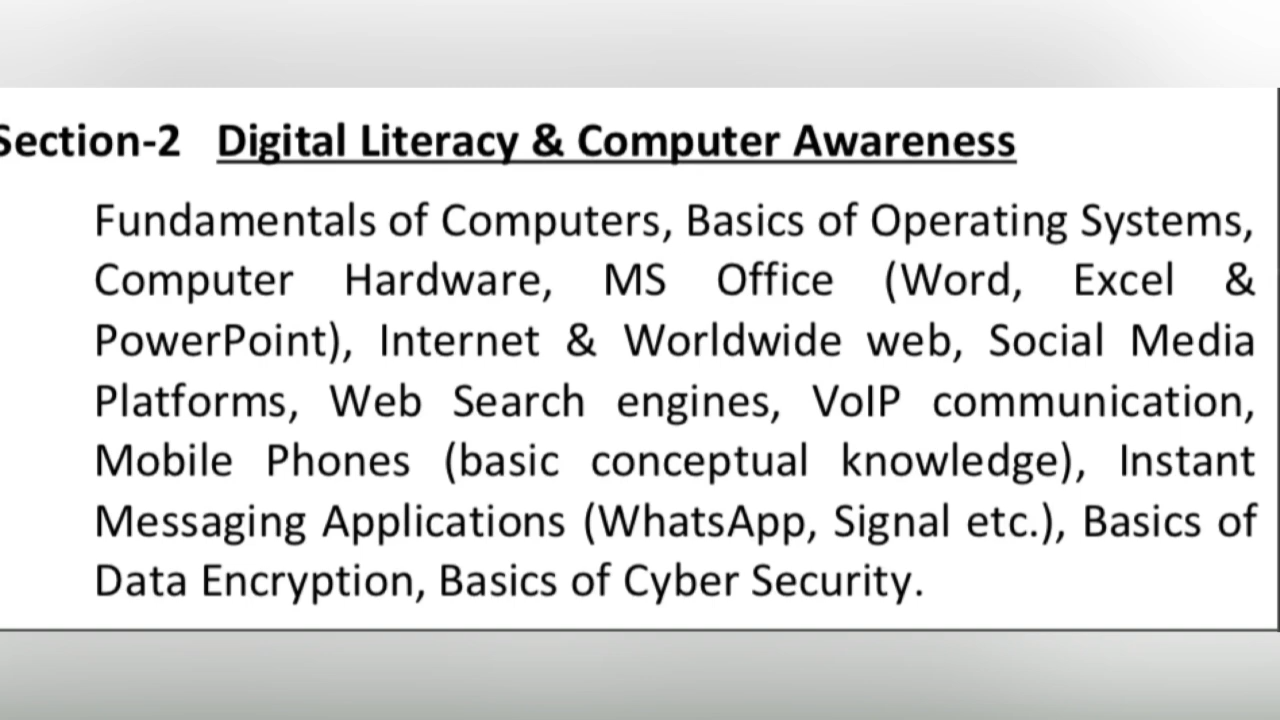 Section-2 Digital Literacy & Computer Awareness
Fundamentals of Computers, Basics of Operating Systems,
Computer Hardware, MS Office (Word, Excel &
PowerPoint), Internet & Worldwide web, Social Media
Platforms, Web Search engines, VoIP communication,
Mobile Phones (basic conceptual knowledge), Instant
Messaging Applications (WhatsApp, Signal etc.), Basics of
Data Encryption, Basics of Cyber Security.